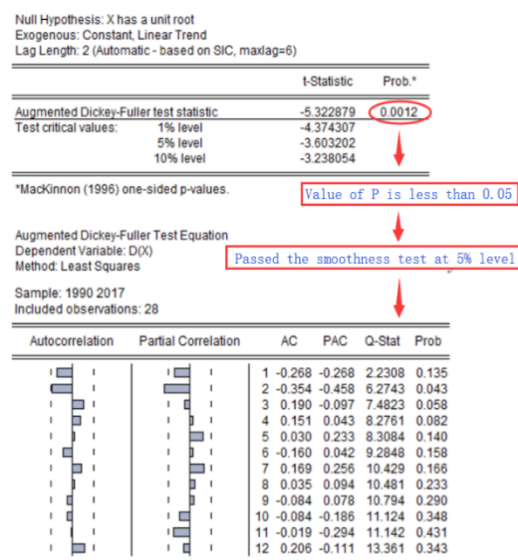 Null Hypothesis: X has a unit root
Exogenous: Constant, Linear Trend
Lag Length: 2 (Automatic - based on SIC, maxlag=6)
t-Statistic Prob.*
Augmented Dickey-Fuller test statistic -5.322879 0.0012
Test critical values: 1% level -4.374307
5% level -3.603202
10% level -3.238054
*MacKinnon (1996) one-sided p-values.
Value of P is less than 0.05
Augmented Dickey-Fuller Test Equation
Dependent Variable: D(X)
Method: Least Squares
Passed the smoothness test at 5% level
Sample: 1990 2017
Included observations: 28
Autocorrelation Partial Correlation AC PAC Q-Stat Prob
1 -0.268 -0.268 2.2308 0.135
2 -0.354 -0.458 6.2743 0.043
3 0.190 -0.097 7.4823 0.058
4 0.151 0.043 8.2761 0.082
5 0.030 0.233 8.3084 0.140
6 -0.160 0.042 9.2848 0.158
7 0.169 0.256 10.429 0.166
8 0.035 0.094 10.481 0.233
9 -0.084 0.078 10.794 0.290
10 -0.084 -0.186 11.124 0.348
11 -0.019 -0.294 11.142 0.431
12 0.206 -0.111 13.361 0.343